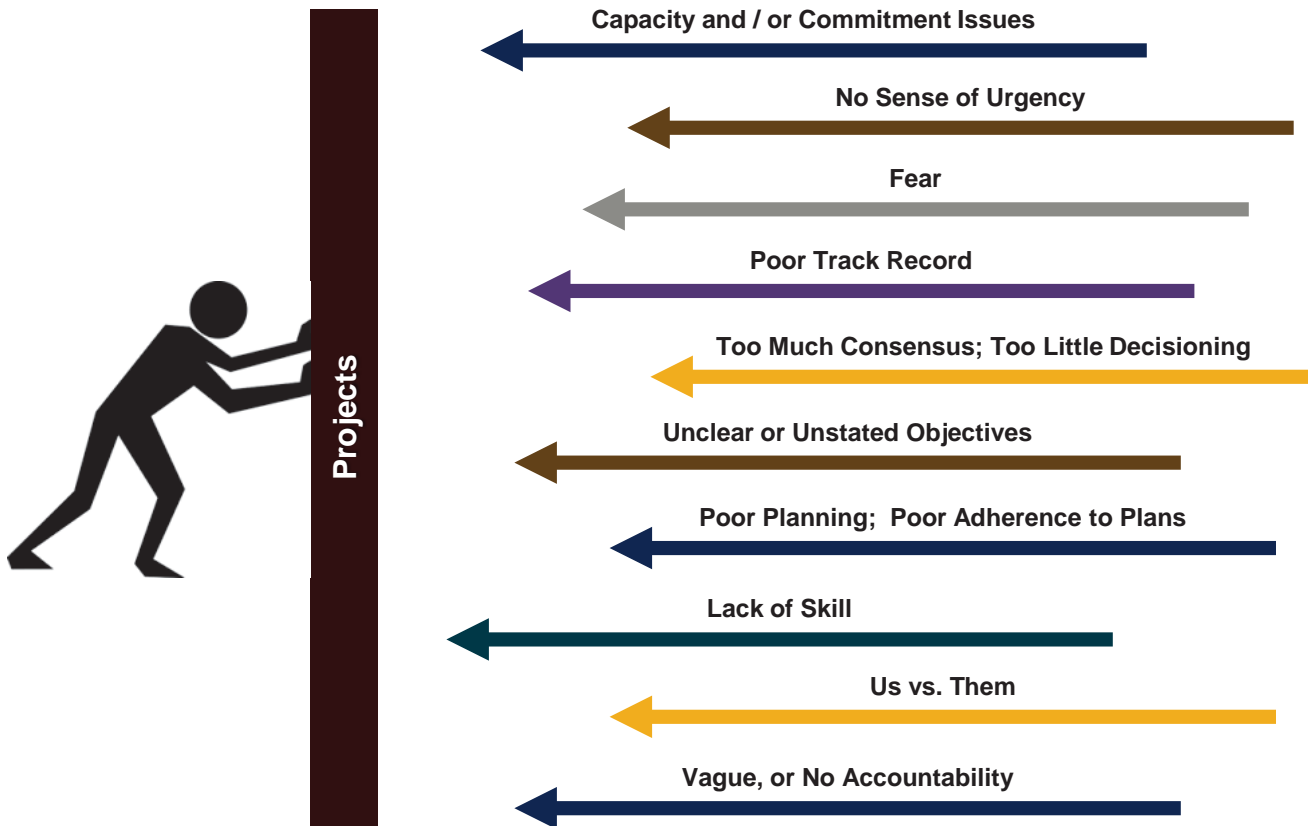 Capacity and / or Commitment Issues
No Sense of Urgency
Fear
Poor Track Record
Too Much Consensus; Too Little Decisioning
Projects
Unclear or Unstated Objectives
Poor Planning;  Poor Adherence to Plans
Lack of Skill
Us vs. Them
Vague, or No Accountability